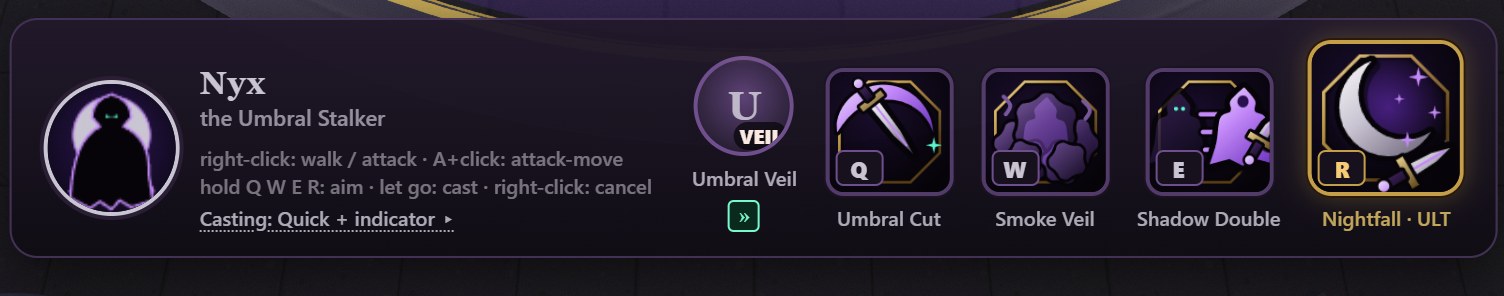 Nyx
the Umbral Stalker
right-click: walk / attack · A+click: attack-move
hold Q W E R: aim · let go: cast · right-click: cancel
Casting: Quick + indicator ▸
U
VEIL
Umbral Veil
»
Q
Umbral Cut
W
Smoke Veil
E
Shadow Double
R
Nightfall · ULT